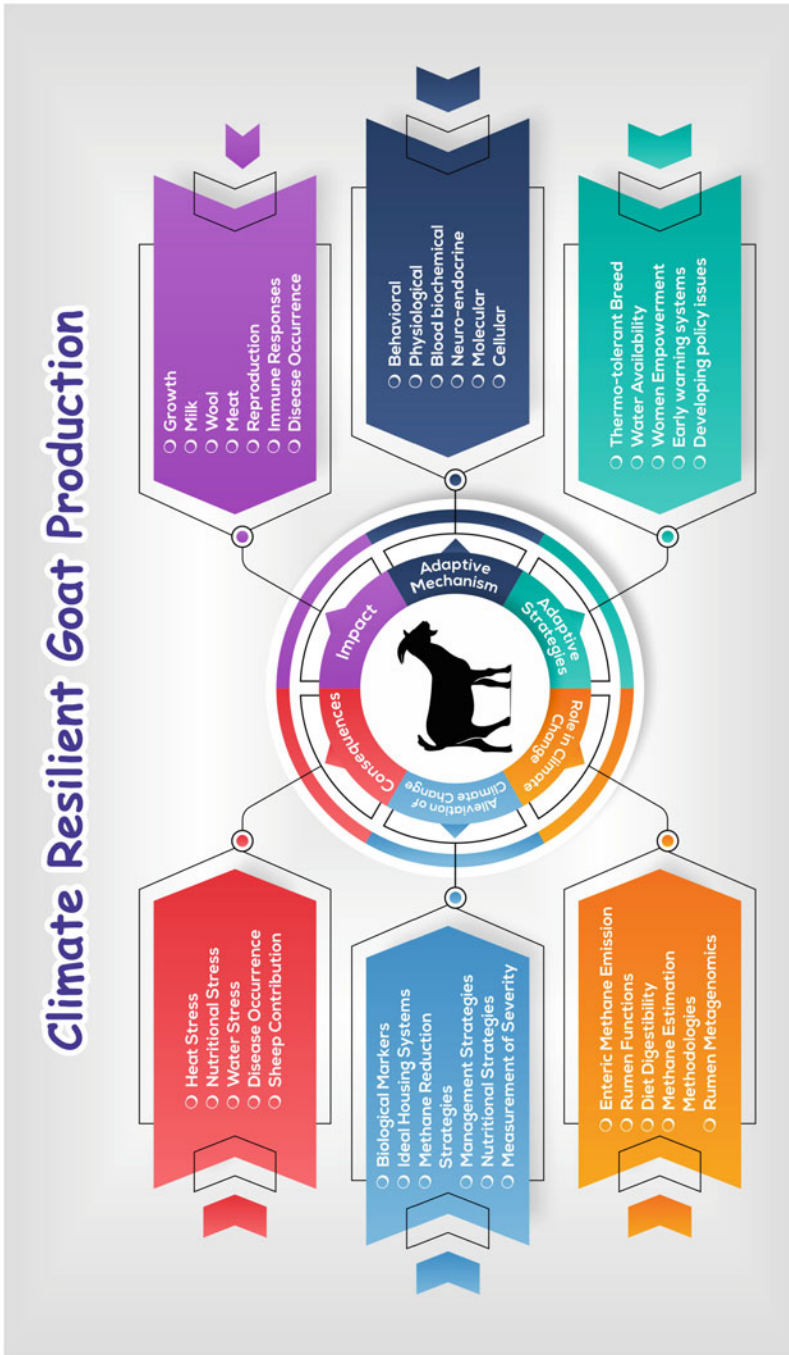 Climate Resilient Goat Production
Heat Stress
Nutritional Stress
Water Stress
Disease Occurrence
Sheep Contribution
Biological Markers
Ideal Housing Systems
Methane Reduction
Strategies
Management Strategies
Nutritional Strategies
Measurement of Severity
Enteric Methane Emission
Rumen Functions
Diet Digestibility
Methane Estimation
Methodologies
Rumen Metagenomics
Consequences
Impact
Alleviation of
Climate Change
Adaptive
Mechanism
Role in Climate
Change
Adaptive
Strategies
Growth
Milk
Wool
Meat
Reproduction
Immune Responses
Disease Occurrence
Behavioral
Physiological
Blood biochemical
Neuro-endocrine
Molecular
Cellular
Thermo-tolerant Breed
Water Availability
Women Empowerment
Early warning systems
Developing policy issues